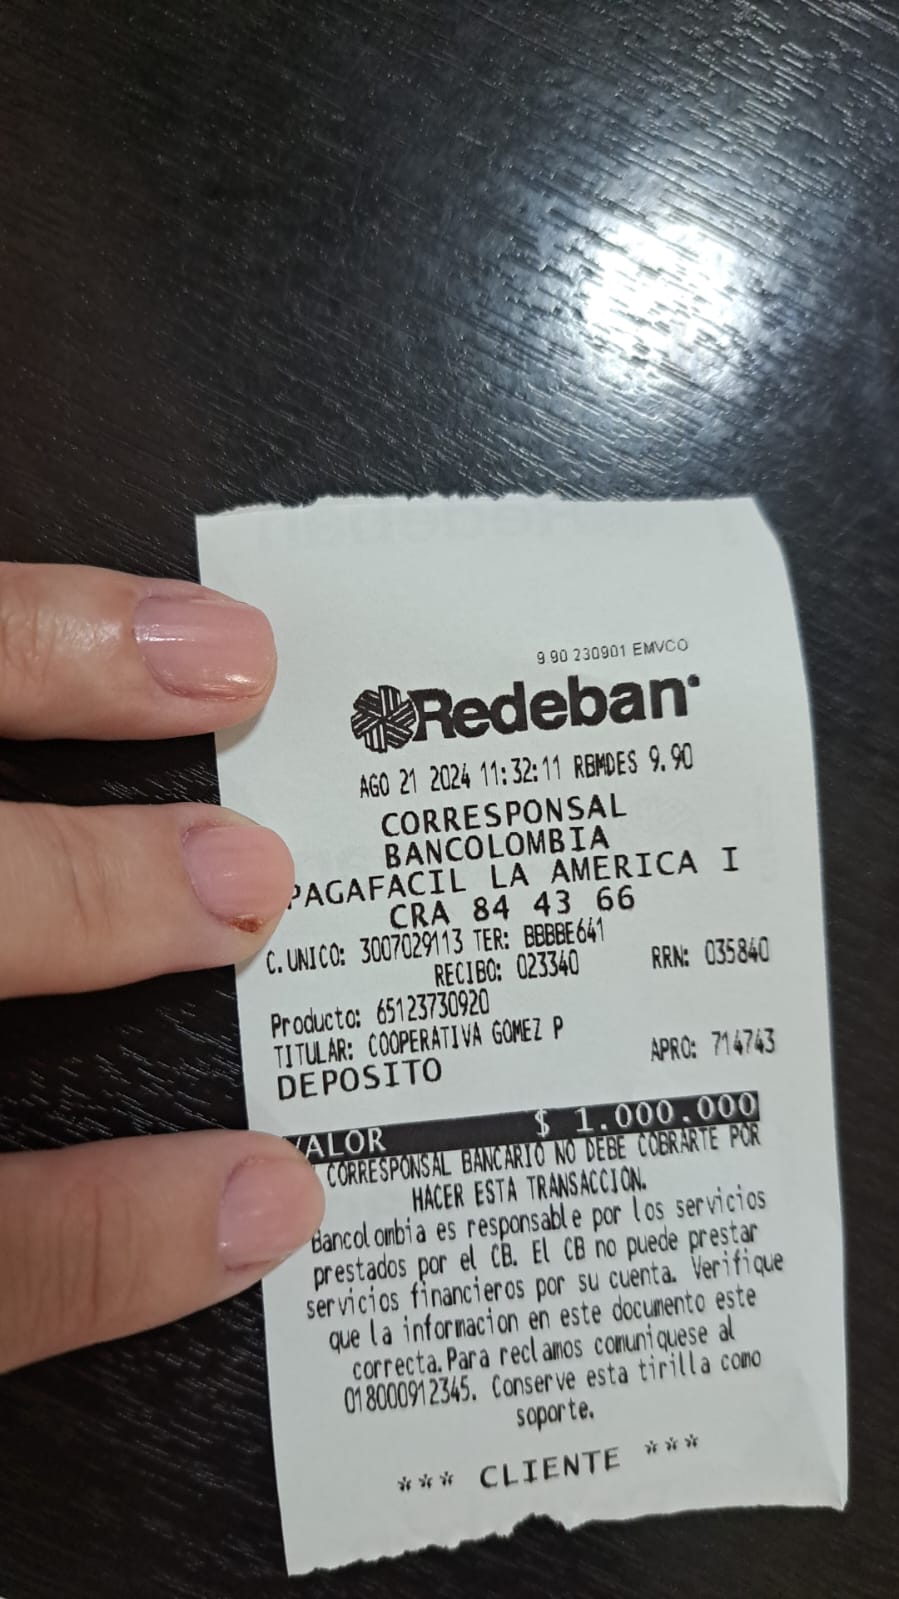 9.90 230901 EMVCO
Redeban
AGO 21 2024 11:32:11 RBMDES 9.90
CORRESPONSAL
BANCOLOMBIA
PAGAFACIL LA AMERICA I
CRA 84 43 66
C. UNICO: 3007029113 TER: BBBBE641
RECIBO: 023340 RRN: 035840
Producto: 65123730920
TITULAR: COOPERATIVA GOMEZ P
DEPOSITO APRO: 714743
VALOR $ 1.000.000
CORRESPONSAL BANCARIO NO DEBE COBRARTE POR
HACER ESTA TRANSACCION.
Bancolombia es responsable por los servicios
prestados por el CB. El CB no puede prestar
servicios financieros por su cuenta. Verifique
que la informacion en este documento este
correcta. Para reclamos comuniquese al
018000912345. Conserve esta tirilla como
soporte.
*** CLIENTE ***